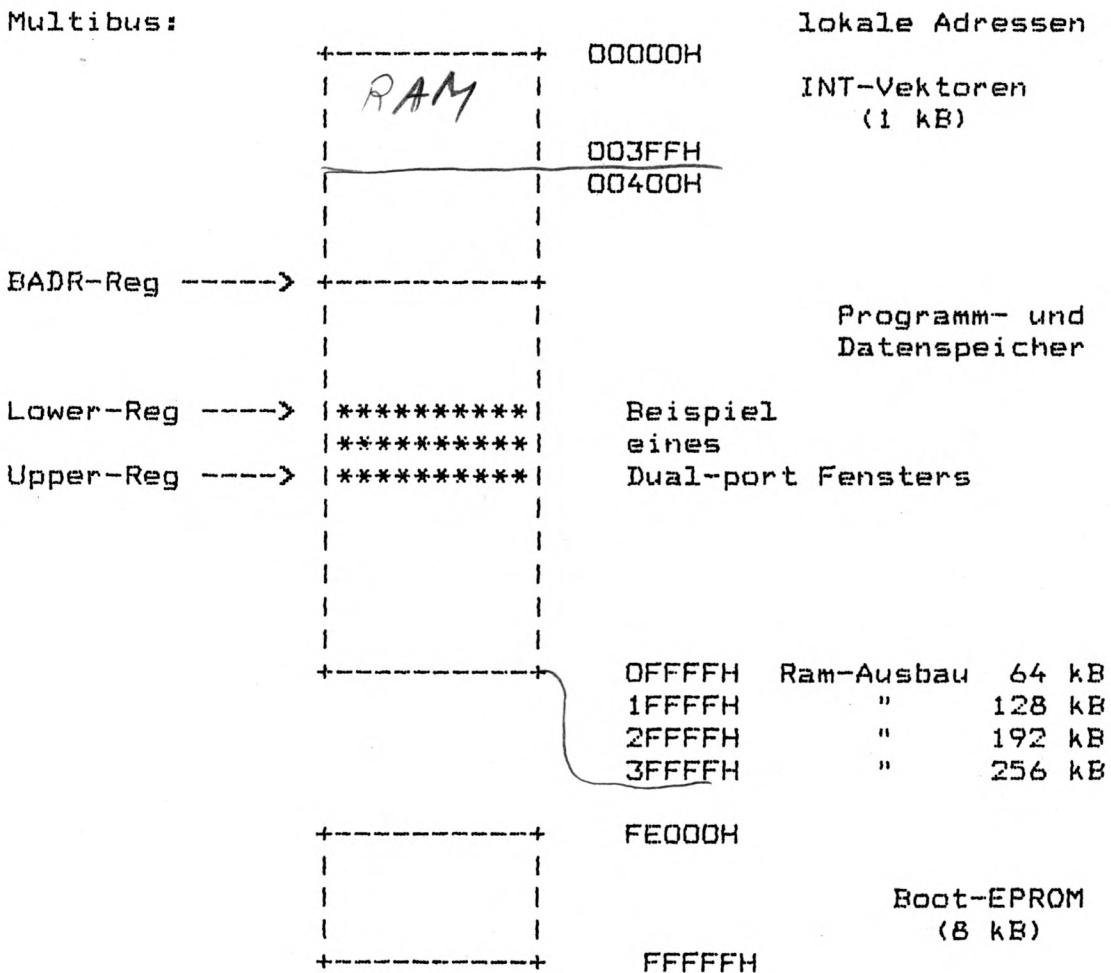 Multibus: lokale Adressen
+-----------+ 00000H
| RAM | INT-Vektoren
| | (1 kB)
| | 003FFH
| | 00400H
| |
BADR-Reg -----> +-----------+
| | Programm- und
| | Datenspeicher
| |
Lower-Reg ----> |**********| Beispiel
|**********| eines
Upper-Reg ----> |**********| Dual-port Fensters
| |
| |
| |
| |
| |
+-----------+ 0FFFFH Ram-Ausbau 64 kB
1FFFFH " 128 kB
2FFFFH " 192 kB
3FFFFH " 256 kB
+-----------+ FE000H
| |
| | Boot-EPROM
| | (8 kB)
+-----------+ FFFFFH